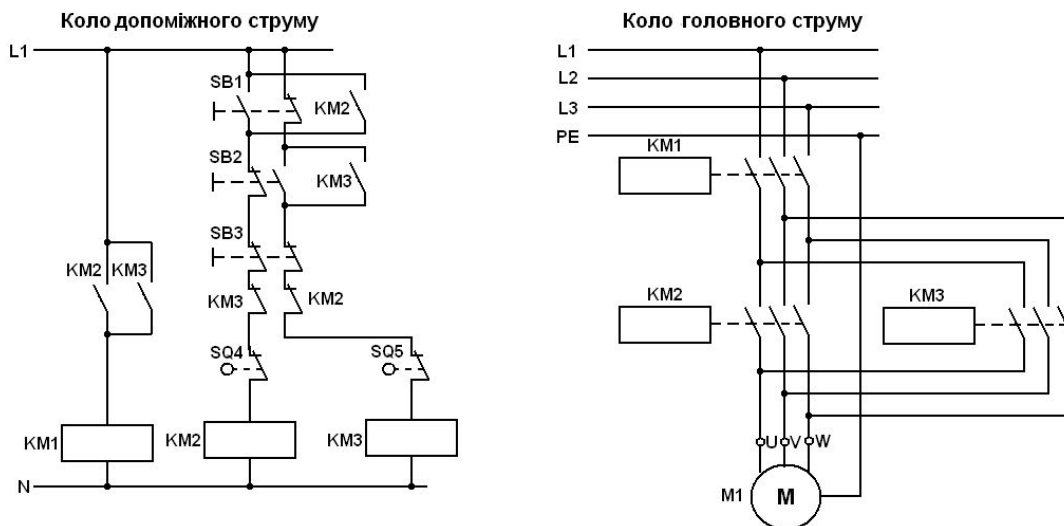 Коло допоміжного струму
L1
SB1
KM2
SB2
KM3
SB3
KM2
KM3
KM3
KM2
SQ4
SQ5
KM1
KM2
KM3
N
Коло головного струму
L1
L2
L3
PE
KM1
KM2
KM3
U
V
W
M1
M